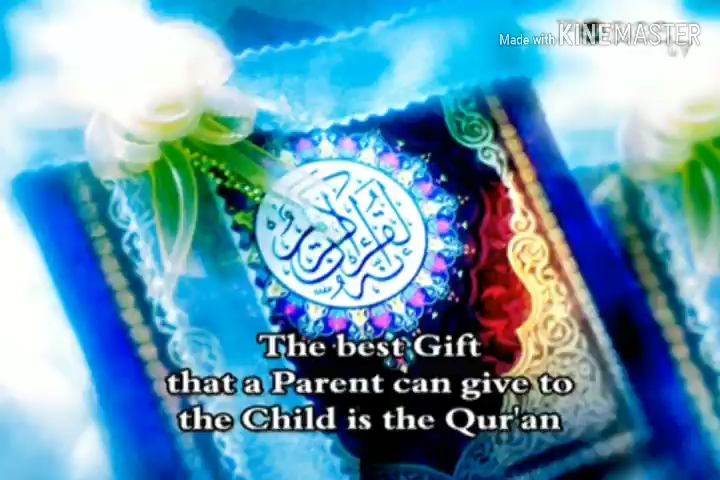 Made with KINEMASTER
The best Gift
that a Parent can give to
the Child is the Qur'an